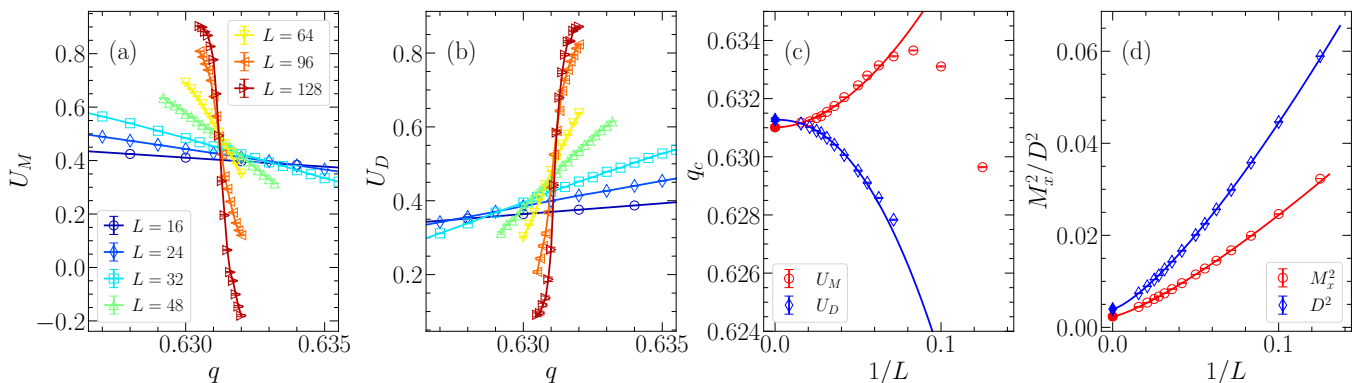 (a)
L = 64
L = 96
L = 128
L = 16
L = 24
L = 32
L = 48
U_M
0.8
0.6
0.4
0.2
0.0
−0.2
0.630
0.635
q
(b)
U_D
0.8
0.6
0.4
0.2
0.630
0.635
q
(c)
q_c
0.634
0.632
0.630
0.628
0.626
0.624
U_M
U_D
0.0
0.1
1/L
(d)
M_x^2/D^2
0.06
0.04
0.02
0.00
M_x^2
D^2
0.0
0.1
1/L